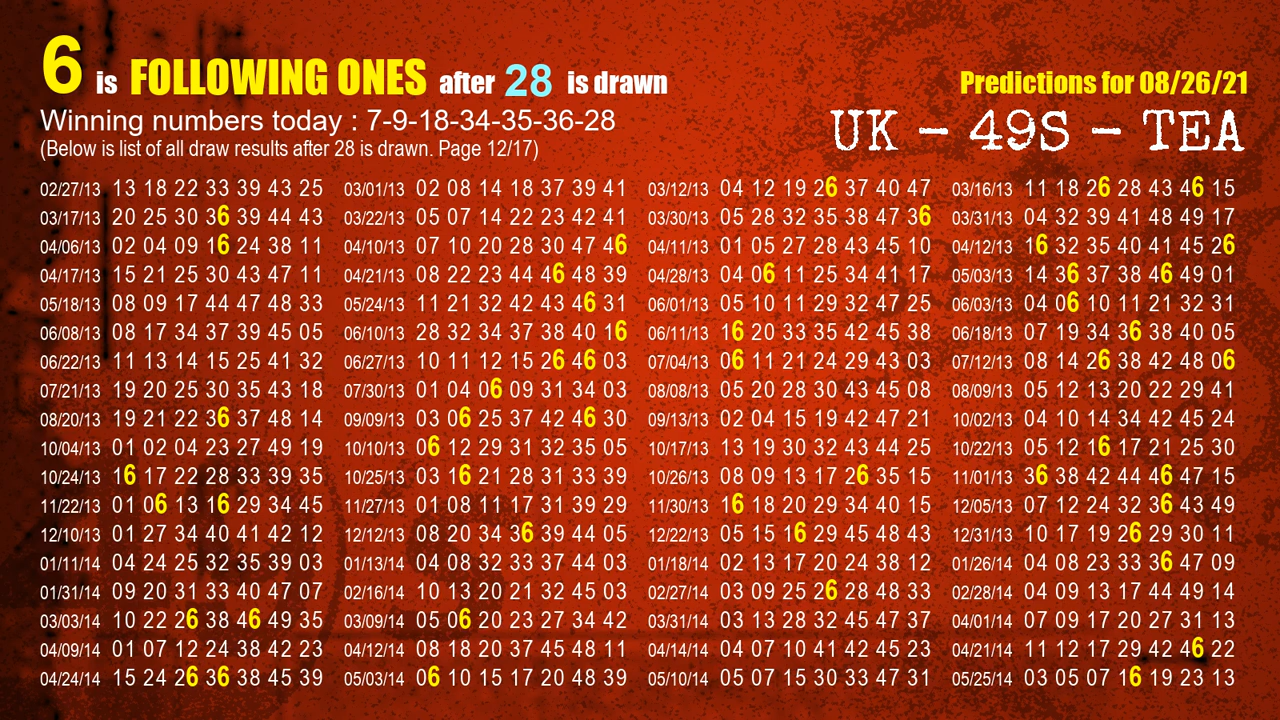 6 is FOLLOWING ONES after 28 is drawn
Predictions for 08/26/21
Winning numbers today : 7-9-18-34-35-36-28
UK - 49S - TEA
(Below is list of all draw results after 28 is drawn. Page 12/17)
02/27/13 13 18 22 33 39 43 25 03/01/13 02 08 14 18 37 39 41 03/12/13 04 12 19 26 37 40 47 03/16/13 11 18 26 28 43 46 15
03/17/13 20 25 30 36 39 44 43 03/22/13 05 07 14 22 23 42 41 03/30/13 05 28 32 35 38 47 36 03/31/13 04 32 39 41 48 49 17
04/06/13 02 04 09 16 24 38 11 04/10/13 07 10 20 28 30 47 46 04/11/13 01 05 27 28 43 45 10 04/12/13 16 32 35 40 41 45 26
04/17/13 15 21 25 30 43 47 11 04/21/13 08 22 23 44 46 48 39 04/28/13 04 06 11 25 34 41 17 05/03/13 14 36 37 38 46 49 01
05/18/13 08 09 17 44 47 48 33 05/24/13 11 21 32 42 43 46 31 06/01/13 05 10 11 29 32 47 25 06/03/13 04 06 10 11 21 32 31
06/08/13 08 17 34 37 39 45 05 06/10/13 28 32 34 37 38 40 16 06/11/13 16 20 33 35 42 45 38 06/18/13 07 19 34 36 38 40 05
06/22/13 11 13 14 15 25 41 32 06/27/13 10 11 12 15 26 46 03 07/04/13 06 11 21 24 29 43 03 07/12/13 08 14 26 38 42 48 06
07/21/13 19 20 25 30 35 43 18 07/30/13 01 04 06 09 31 34 03 08/08/13 05 20 28 30 43 45 08 08/09/13 05 12 13 20 22 29 41
08/20/13 19 21 22 36 37 48 14 09/09/13 03 06 25 37 42 46 30 09/13/13 02 04 15 19 42 47 21 10/02/13 04 10 14 34 42 45 24
10/04/13 01 02 04 23 27 49 19 10/10/13 06 12 29 31 32 35 05 10/17/13 13 19 30 32 43 44 25 10/22/13 05 12 16 17 21 25 30
10/24/13 16 17 22 28 33 39 35 10/25/13 03 16 21 28 31 33 39 10/26/13 08 09 13 17 26 35 15 11/01/13 36 38 42 44 46 47 15
11/22/13 01 06 13 16 29 34 45 11/27/13 01 08 11 17 31 39 29 11/30/13 16 18 20 29 34 40 15 12/05/13 07 12 24 32 36 43 49
12/10/13 01 27 34 40 41 42 12 12/12/13 08 20 34 36 39 44 05 12/22/13 05 15 16 29 45 48 43 12/31/13 10 17 19 26 29 30 11
01/11/14 04 24 25 32 35 39 03 01/13/14 04 08 32 33 37 44 03 01/18/14 02 13 17 20 24 38 12 01/26/14 04 08 23 33 36 47 09
01/31/14 09 20 31 33 40 47 07 02/16/14 10 13 20 21 32 45 03 02/27/14 03 09 25 26 28 48 33 02/28/14 04 09 13 17 44 49 14
03/03/14 10 22 26 38 46 49 35 03/09/14 05 06 20 23 27 34 42 03/31/14 03 13 28 32 45 47 37 04/01/14 07 09 17 20 27 31 13
04/09/14 01 07 12 24 38 42 23 04/12/14 08 18 20 37 45 48 11 04/14/14 04 07 10 41 42 45 23 04/21/14 11 12 17 29 42 46 22
04/24/14 15 24 26 36 38 45 39 05/03/14 06 10 15 17 20 48 39 05/10/14 05 07 15 30 33 47 31 05/25/14 03 05 07 16 19 23 13